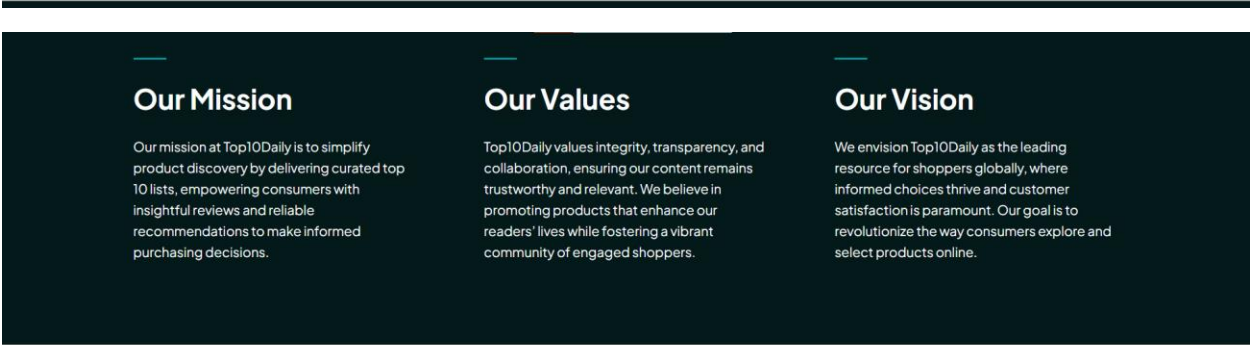 Our Mission
Our mission at Top10Daily is to simplify
product discovery by delivering curated top
10 lists, empowering consumers with
insightful reviews and reliable
recommendations to make informed
purchasing decisions.
Our Values
Top10Daily values integrity, transparency, and
collaboration, ensuring our content remains
trustworthy and relevant. We believe in
promoting products that enhance our
readers' lives while fostering a vibrant
community of engaged shoppers.
Our Vision
We envision Top10Daily as the leading
resource for shoppers globally, where
informed choices thrive and customer
satisfaction is paramount. Our goal is to
revolutionize the way consumers explore and
select products online.